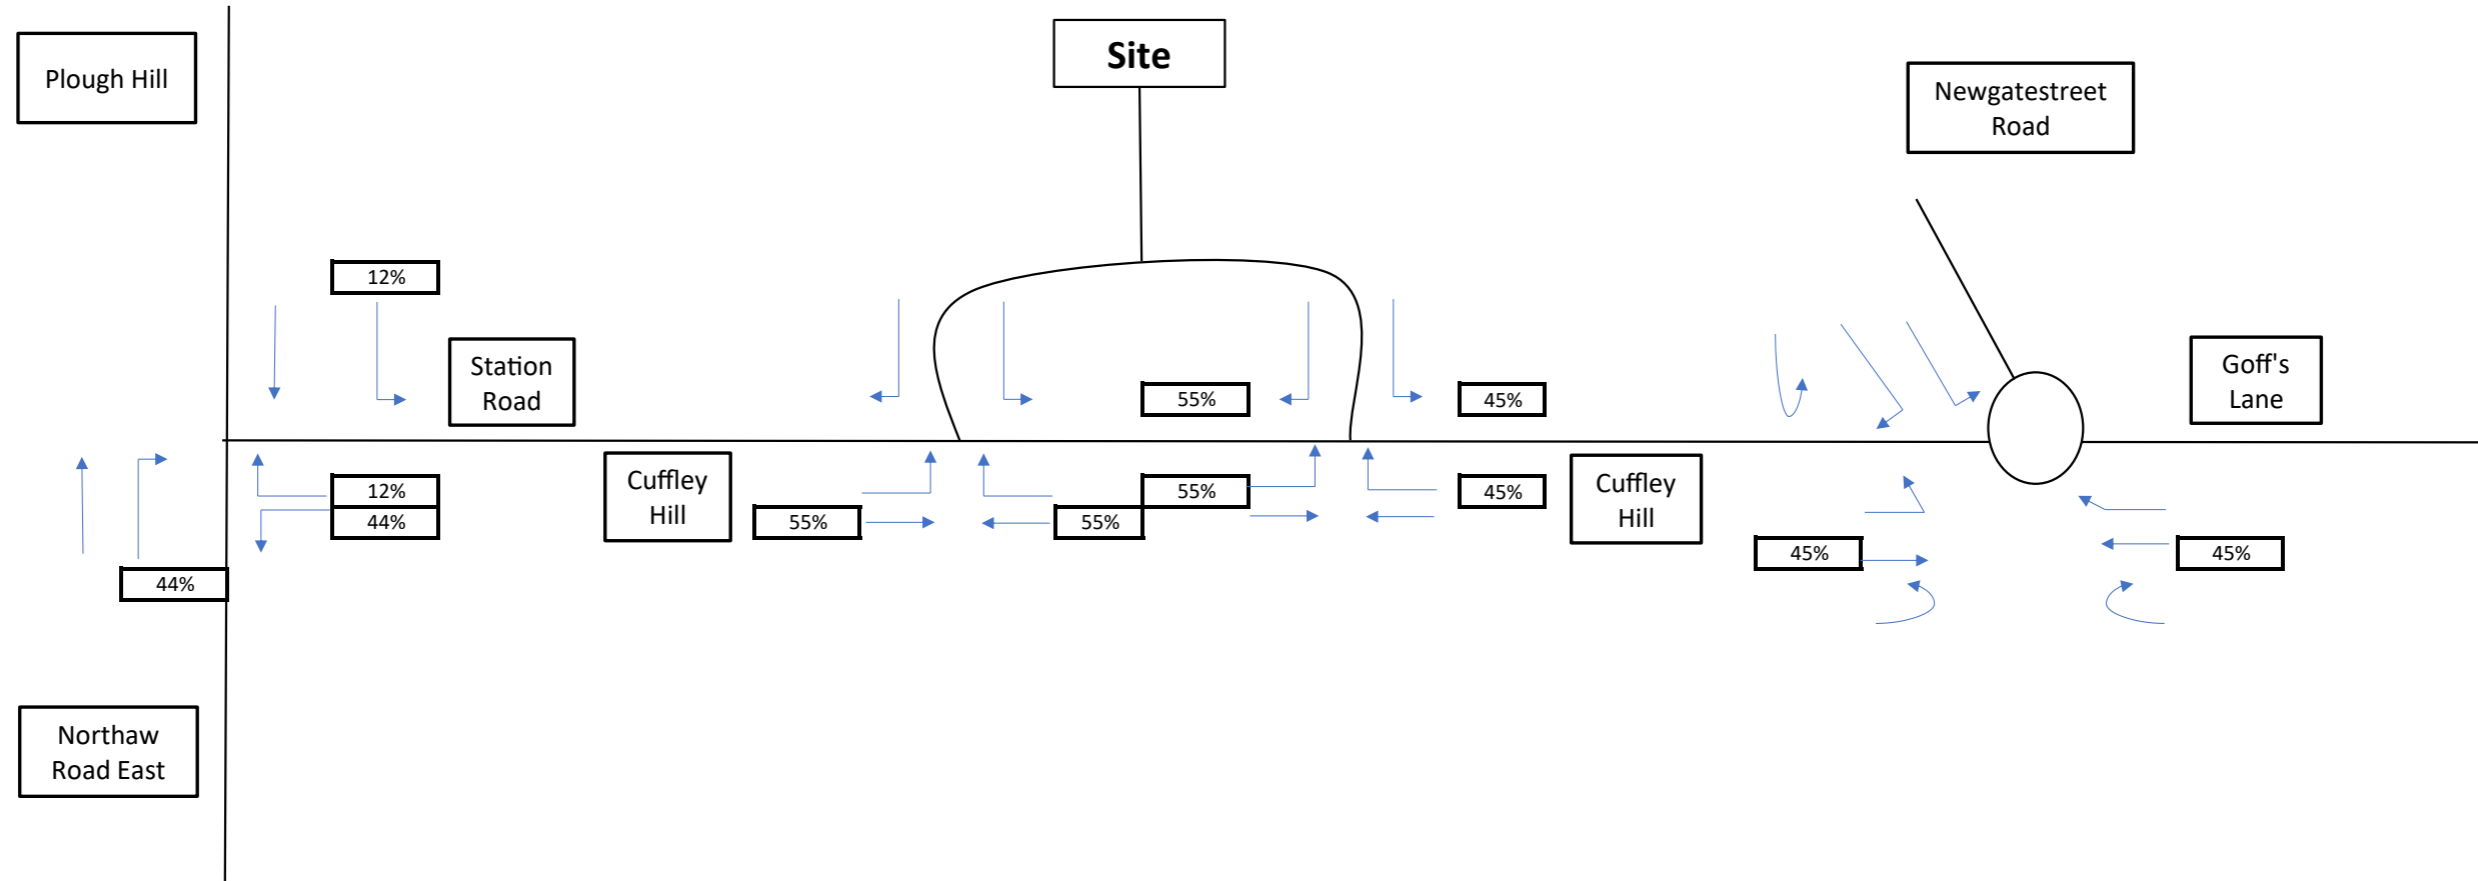 Site
Plough Hill
Newgatestreet
Road
12%
Station
Road
Goff's
Lane
55%
45%
Cuffley
Hill
Cuffley
Hill
12%
55%
45%
44%
55%
55%
45%
45%
44%
Northaw
Road East